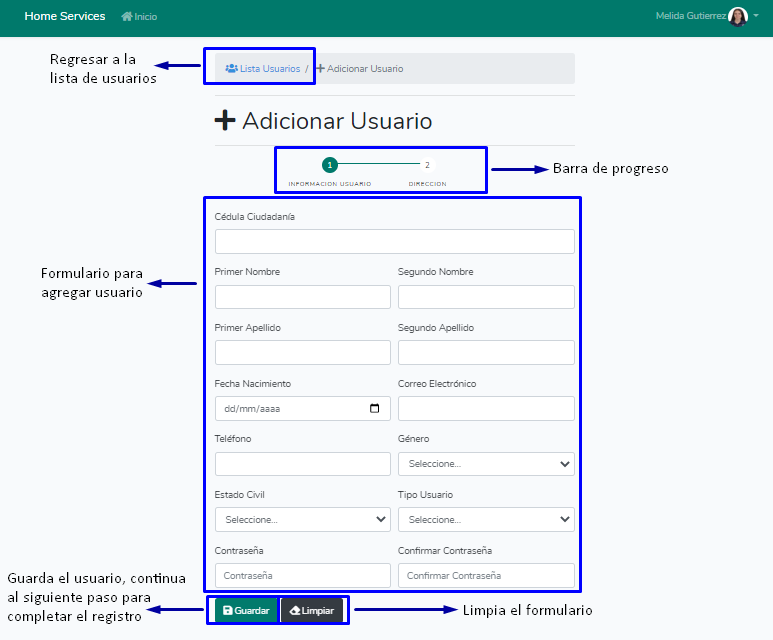 Home Services Inicio Melida Gutierrez
Regresar a la
lista de usuarios
Lista Usuarios / Adicionar Usuario
Adicionar Usuario
1 2
INFORMACION USUARIO DIRECCION
Barra de progreso
Cédula Ciudadanía
Formulario para
agregar usuario
Primer Nombre Segundo Nombre
Primer Apellido Segundo Apellido
Fecha Nacimiento Correo Electrónico
dd/mm/aaaa
Teléfono Género
Seleccione...
Estado Civil Tipo Usuario
Seleccione... Seleccione...
Contraseña Confirmar Contraseña
Contraseña Confirmar Contraseña
Guarda el usuario, continua
al siguiente paso para
completar el registro
Guardar Limpiar
Limpia el formulario